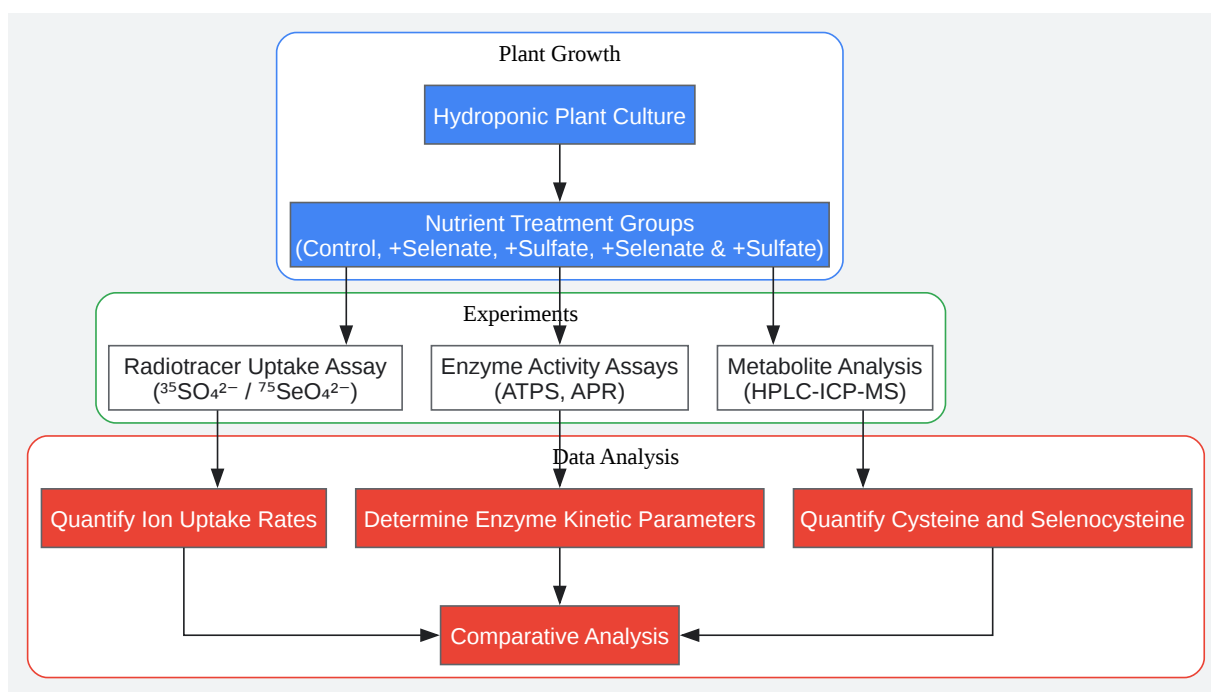 Plant Growth
Hydroponic Plant Culture
Nutrient Treatment Groups
(Control, +Selenate, +Sulfate, +Selenate & +Sulfate)
Experiments
Radiotracer Uptake Assay
(³⁵SO₄²⁻ / ⁷⁵SeO₄²⁻)
Enzyme Activity Assays
(ATPS, APR)
Metabolite Analysis
(HPLC-ICP-MS)
Data Analysis
Quantify Ion Uptake Rates
Determine Enzyme Kinetic Parameters
Quantify Cysteine and Selenocysteine
Comparative Analysis